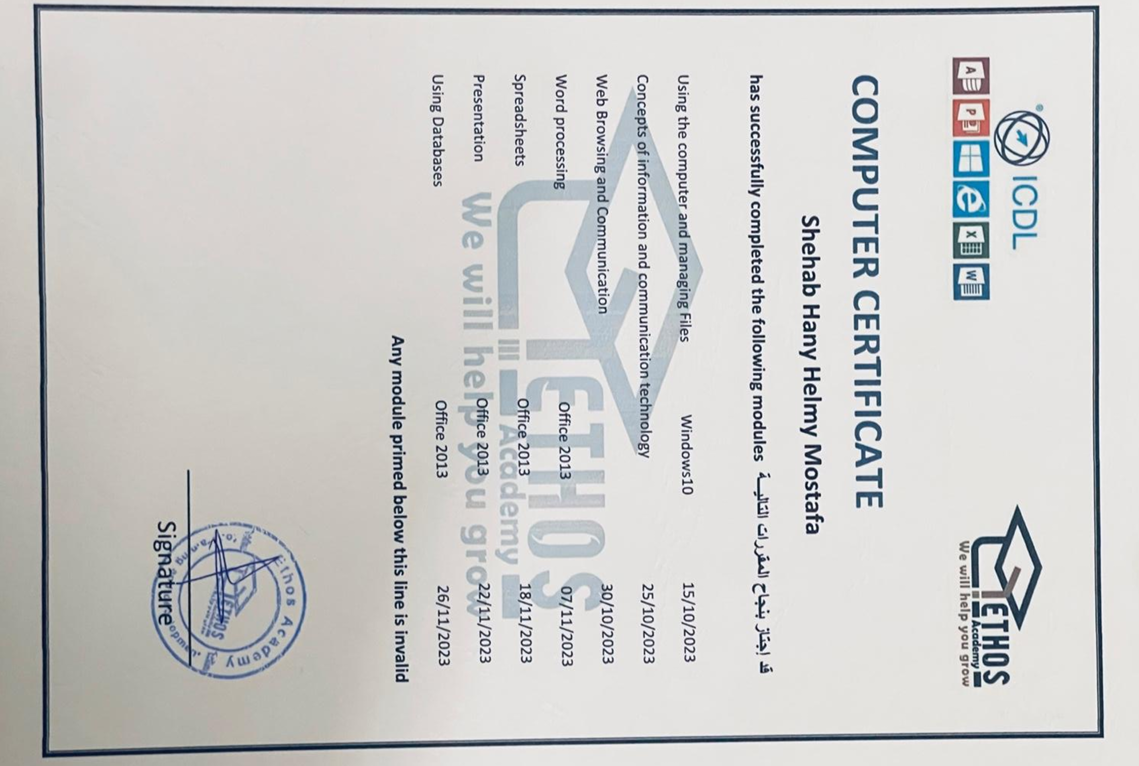 ICDL
ETHOS
Academy
We will help you grow
COMPUTER CERTIFICATE
Shehab Hany Helmy Mostafa
has successfully completed the following modules قد إجتاز بنجاح المقررات التالية
Using the computer and managing Files Windows10 15/10/2023
Concepts of information and communication technology 25/10/2023
Web Browsing and Communication 30/10/2023
Word processing Office 2013 07/11/2023
Spreadsheets Office 2013 18/11/2023
Presentation Office 2013 22/11/2023
Using Databases Office 2013 26/11/2023
Any module primed below this line is invalid
ETHOS
Academy
We will help you grow
Signature
Ethos Academy
ETHOS